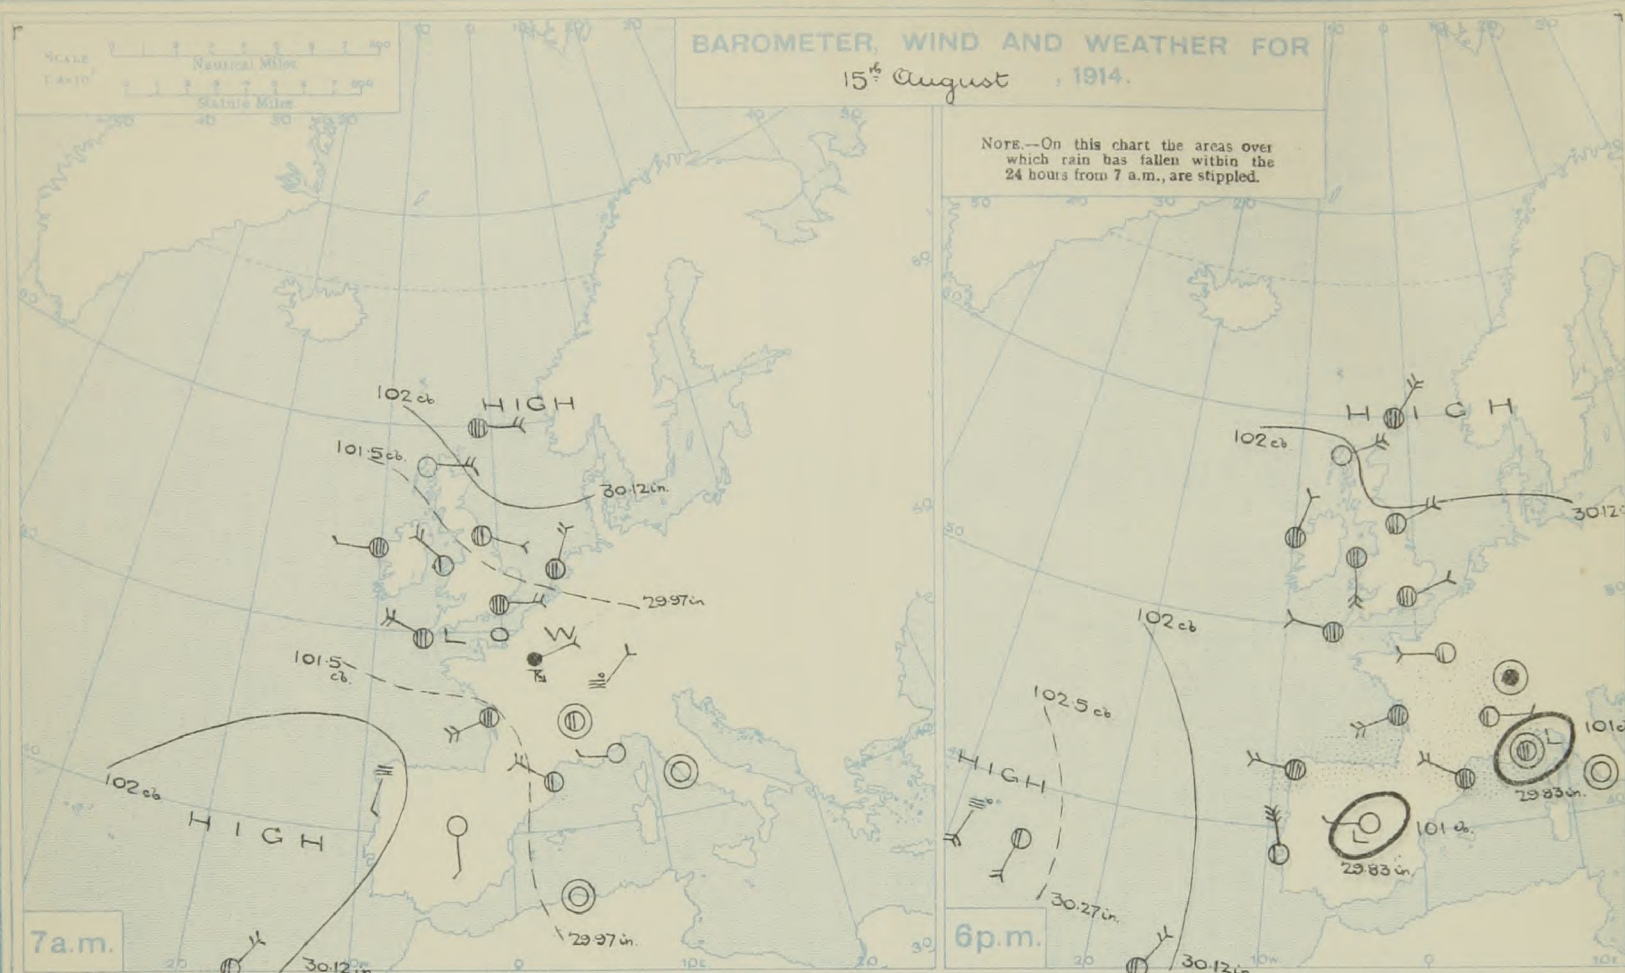 SCALE
Nautical Miles
Statute Miles
BAROMETER, WIND AND WEATHER FOR
15th August, 1914.
NOTE.—On this chart the areas over
which rain has fallen within the
24 hours from 7 a.m., are stippled.
102 cb
HIGH
101.5 cb.
30.12 in.
29.97 in
LOW
101.5
cb.
102 cb
HIGH
29.97 in.
7 a.m.
30.12 in.
HIGH
102 cb.
30.12
102 cb
102.5 cb
HIGH
L
101
29.83 in.
L
101 cb.
29.83 in.
30.27 in.
6 p.m.
30.12 in.